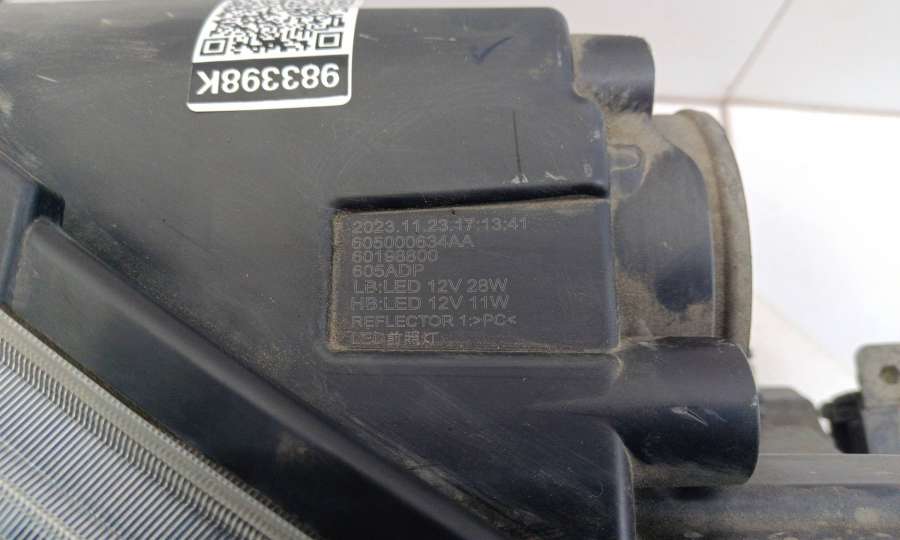 983398K
2023.11.23.17:13:41
605000634AA
60198800
605ADP
LB:LED 12V 28W
HB:LED 12V 11W
REFLECTOR 1:>PC<
LED前照灯